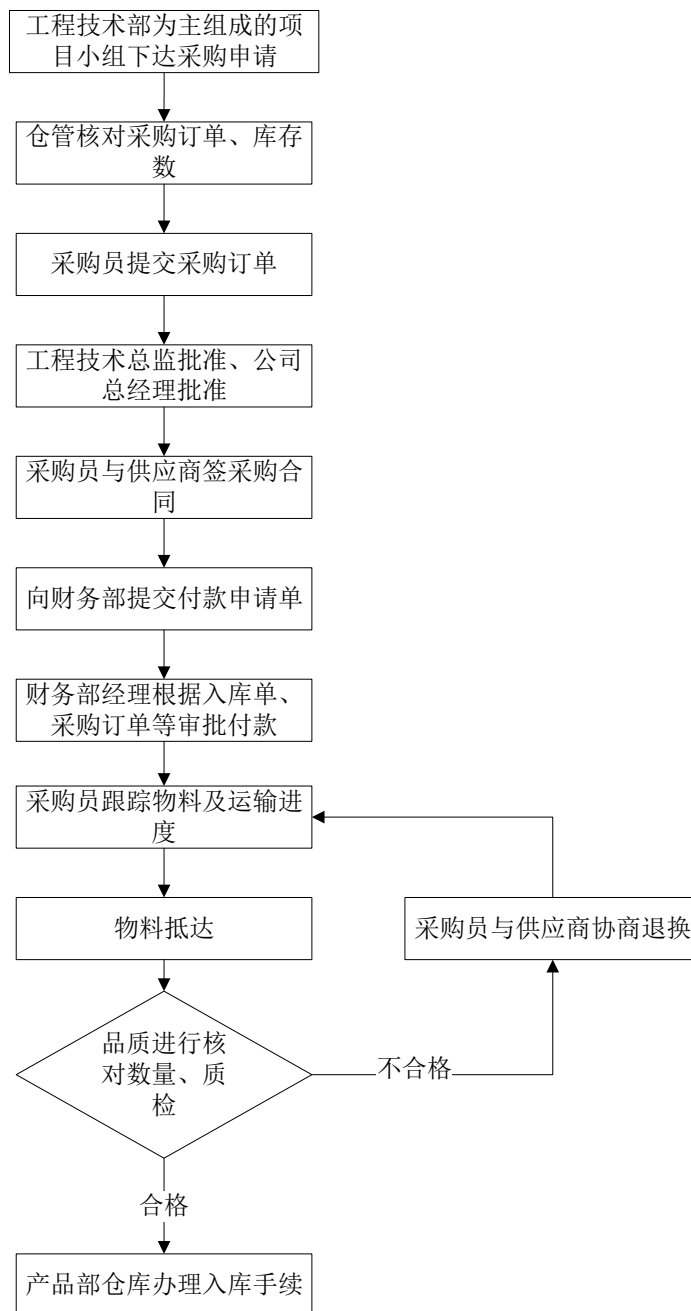 工程技术部为主组成的项
目小组下达采购申请
仓管核对采购订单、库存
数
采购员提交采购订单
工程技术总监批准、公司
总经理批准
采购员与供应商签采购合
同
向财务部提交付款申请单
财务部经理根据入库单、
采购订单等审批付款
采购员跟踪物料及运输进
度
物料抵达
采购员与供应商协商退换
品质进行核
对数量、质
检
不合格
合格
产品部仓库办理入库手续